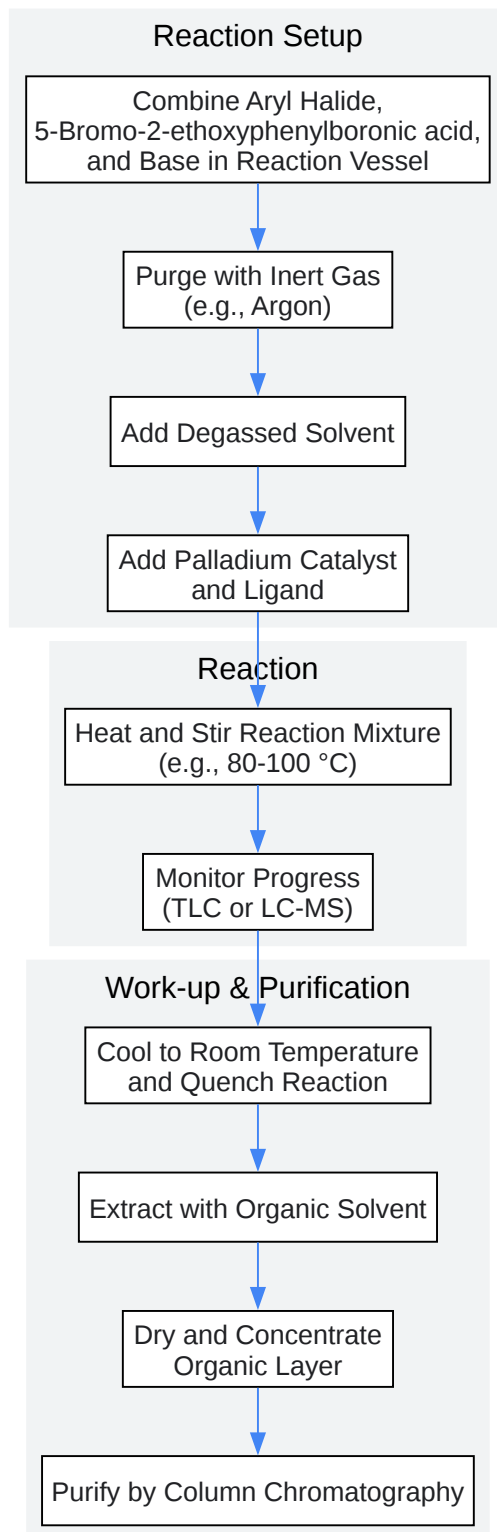 Reaction Setup
Combine Aryl Halide,
5-Bromo-2-ethoxyphenylboronic acid,
and Base in Reaction Vessel
Purge with Inert Gas
(e.g., Argon)
Add Degassed Solvent
Add Palladium Catalyst
and Ligand
Reaction
Heat and Stir Reaction Mixture
(e.g., 80-100 °C)
Monitor Progress
(TLC or LC-MS)
Work-up & Purification
Cool to Room Temperature
and Quench Reaction
Extract with Organic Solvent
Dry and Concentrate
Organic Layer
Purify by Column Chromatography